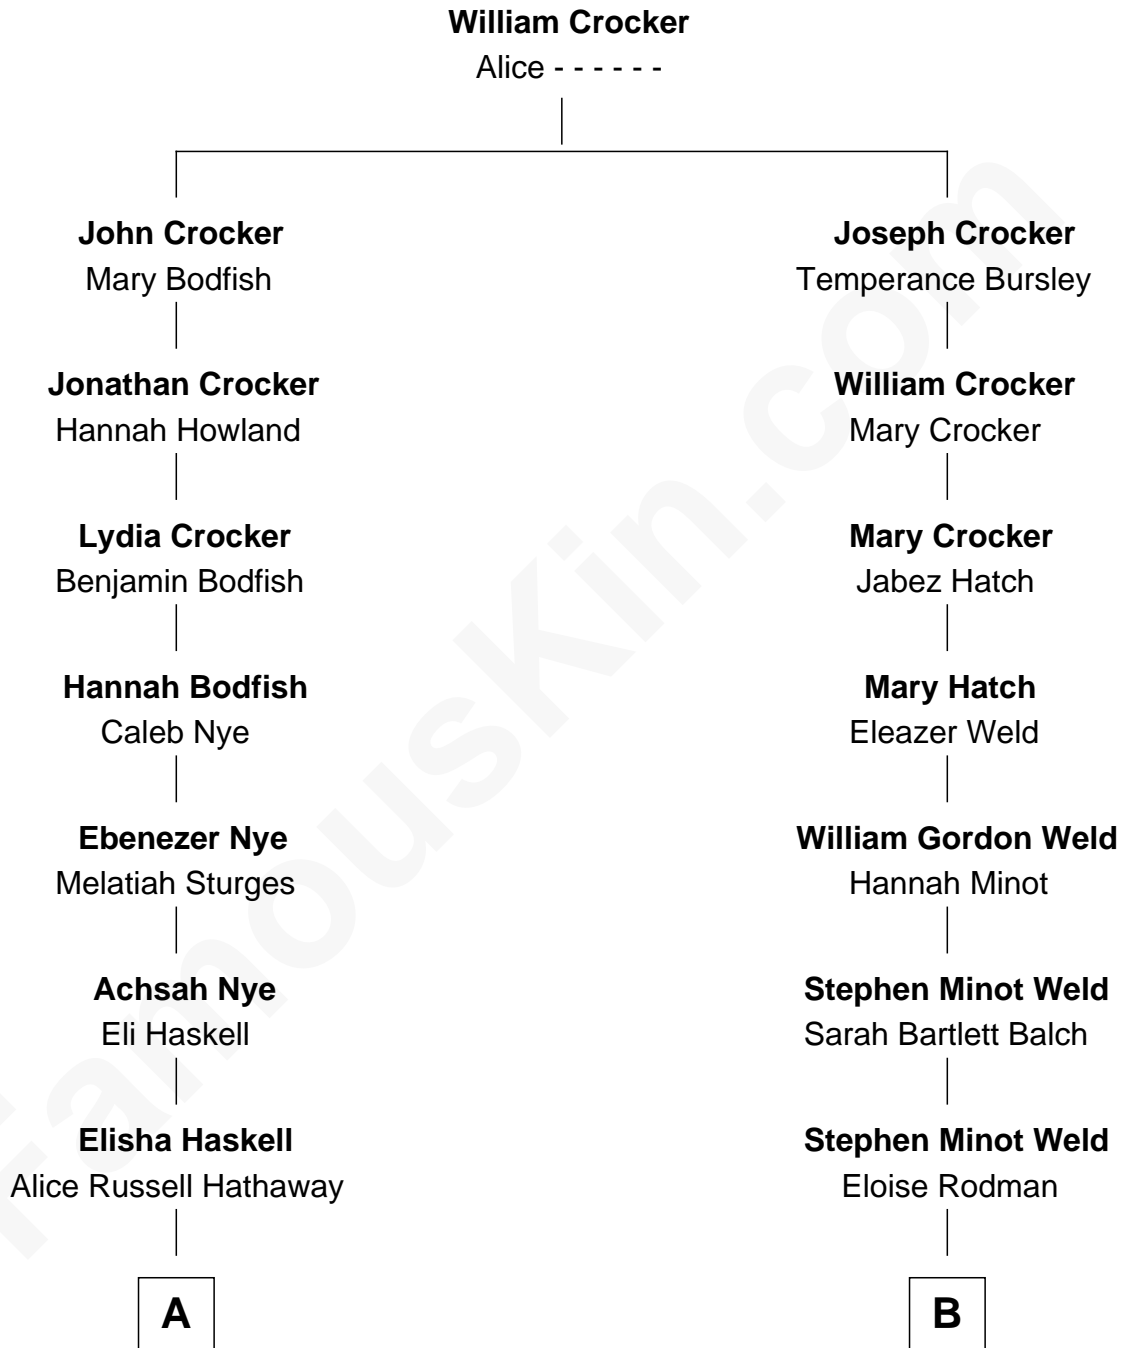 William Crocker
Alice - - - - - -
John Crocker
Mary Bodfish
Joseph Crocker
Temperance Bursley
Jonathan Crocker
Hannah Howland
William Crocker
Mary Crocker
Lydia Crocker
Benjamin Bodfish
Mary Crocker
Jabez Hatch
Hannah Bodfish
Caleb Nye
Mary Hatch
Eleazer Weld
Ebenezer Nye
Melatiah Sturges
William Gordon Weld
Hannah Minot
Achsah Nye
Eli Haskell
Stephen Minot Weld
Sarah Bartlett Balch
Elisha Haskell
Alice Russell Hathaway
Stephen Minot Weld
Eloise Rodman
A
B
FamousKin.com